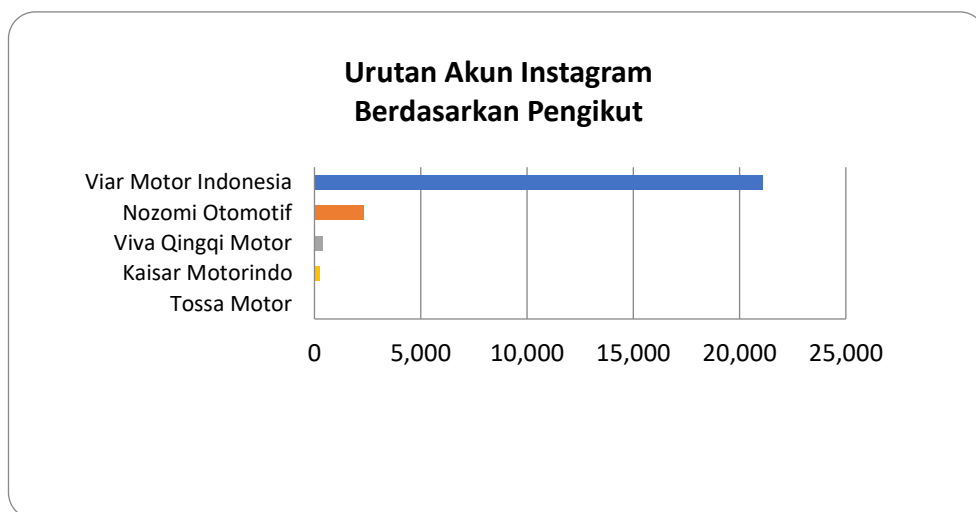 Urutan Akun Instagram
Berdasarkan Pengikut
Viar Motor Indonesia
Nozomi Otomotif
Viva Qingqi Motor
Kaisar Motorindo
Tossa Motor
0 5,000 10,000 15,000 20,000 25,000